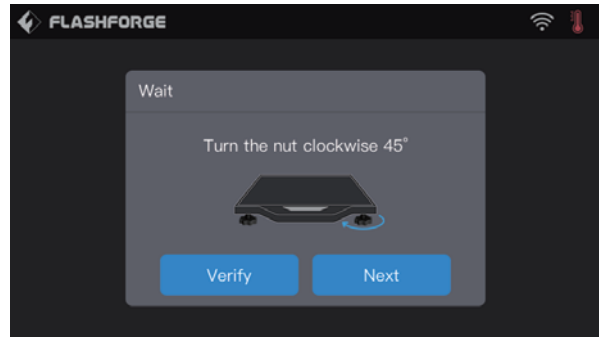 FLASHFORGE
Wait
Turn the nut clockwise 45°
Verify
Next